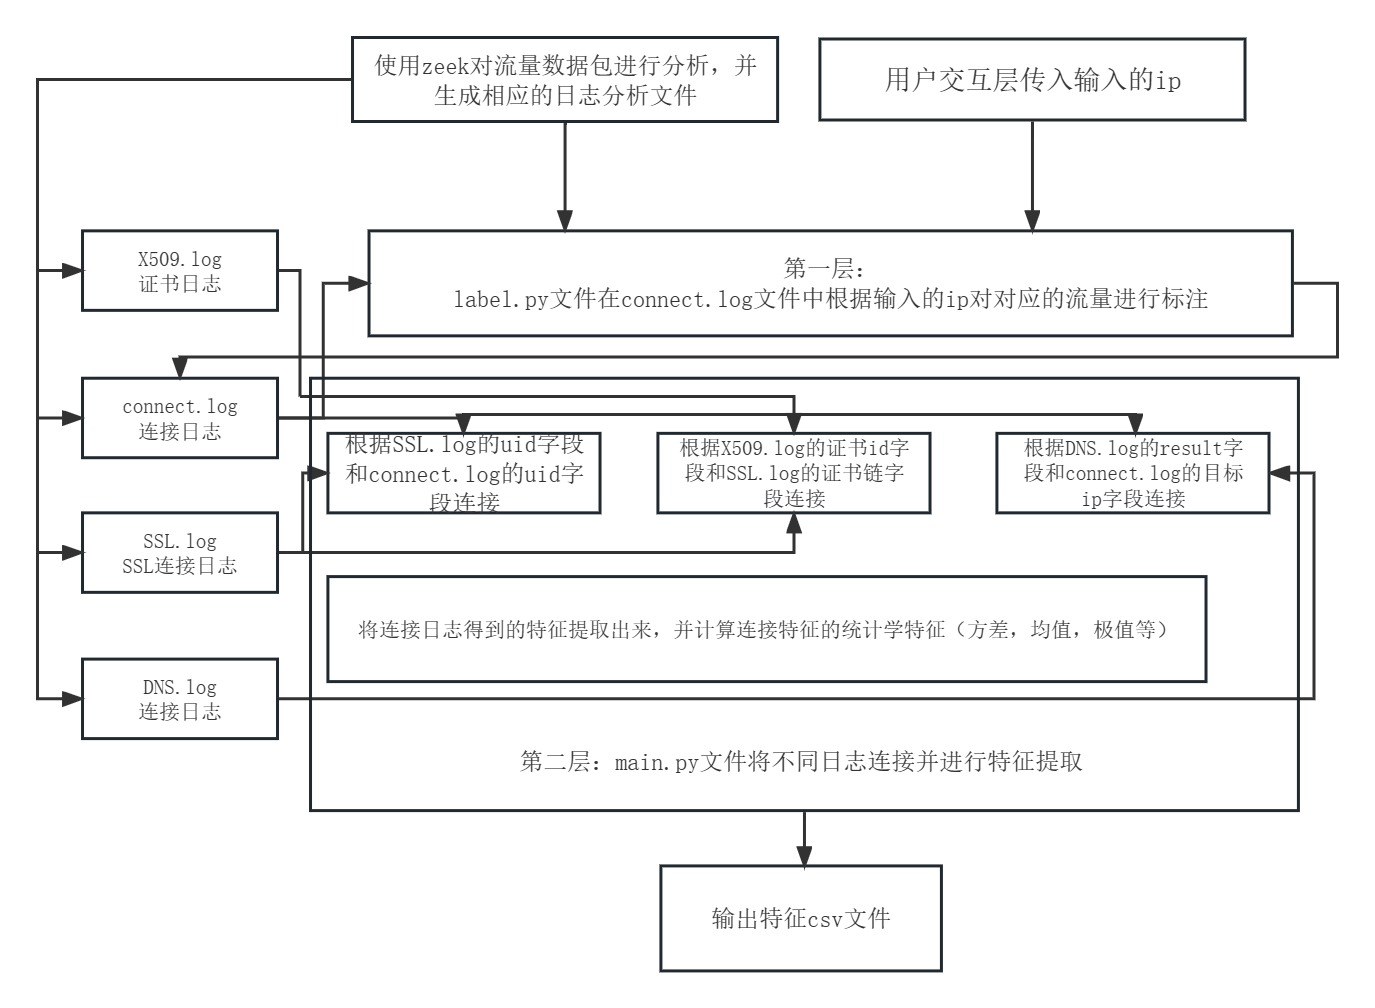 使用zeek对流量数据包进行分析，并
生成相应的日志分析文件
用户交互层传入输入的ip
X509.log
证书日志
第一层：
label.py文件在connect.log文件中根据输入的ip对对应的流量进行标注
connect.log
连接日志
根据SSL.log的uid字段
和connect.log的uid字
段连接
根据X509.log的证书id字
段和SSL.log的证书链字
段连接
根据DNS.log的result字
段和connect.log的目标
ip字段连接
SSL.log
SSL连接日志
将连接日志得到的特征提取出来，并计算连接特征的统计学特征（方差，均值，极值等）
DNS.log
连接日志
第二层：main.py文件将不同日志连接并进行特征提取
输出特征csv文件